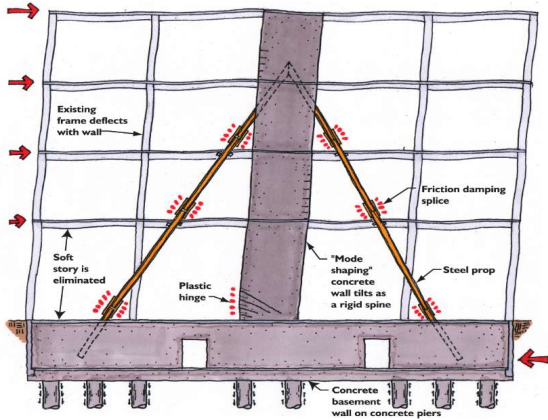 Existing
frame deflects
with wall
Friction damping
splice
Soft
story is
eliminated
Plastic
hinge
"Mode
shaping"
concrete
wall tilts as
a rigid spine
Steel prop
Concrete
basement
wall on concrete piers